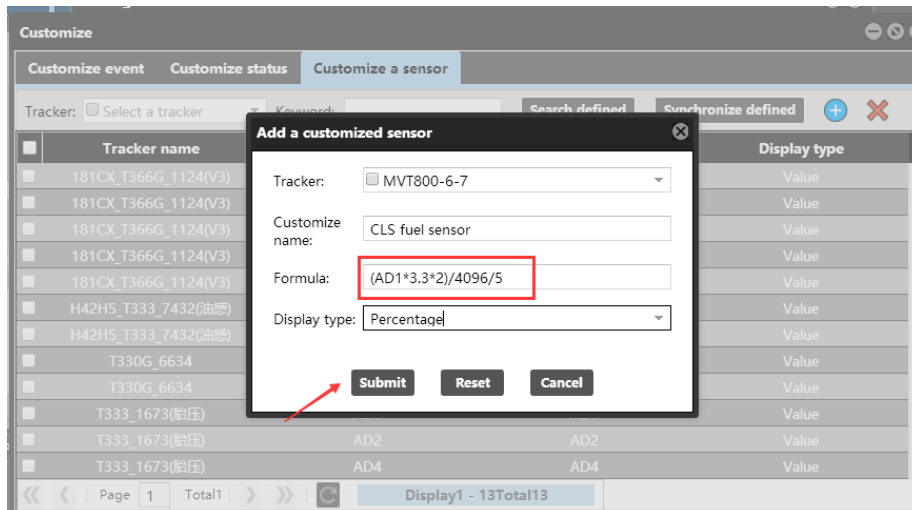 Customize
Customize event Customize status Customize a sensor
Tracker: Select a tracker Keyword: Search defined Synchronize defined
Add a customized sensor
Tracker name Display type
Tracker: MVT800-6-7
Customize name: CLS fuel sensor
Formula: (AD1*3.3*2)/4096/5
Display type: Percentage
Submit Reset Cancel
181CX_T366G_1124(V3) Value
181CX_T366G_1124(V3) Value
181CX_T366G_1124(V3) Value
181CX_T366G_1124(V3) Value
181CX_T366G_1124(V3) Value
H42H5_T333_7432(油感) Value
H42H5_T333_7432(油感) Value
T330G_6634 Value
T330G_6634 Value
T333_1673(胎压) Value
T333_1673(胎压) AD2 AD2 Value
T333_1673(胎压) AD4 AD4 Value
Page 1 Total1 Display1 - 13Total13